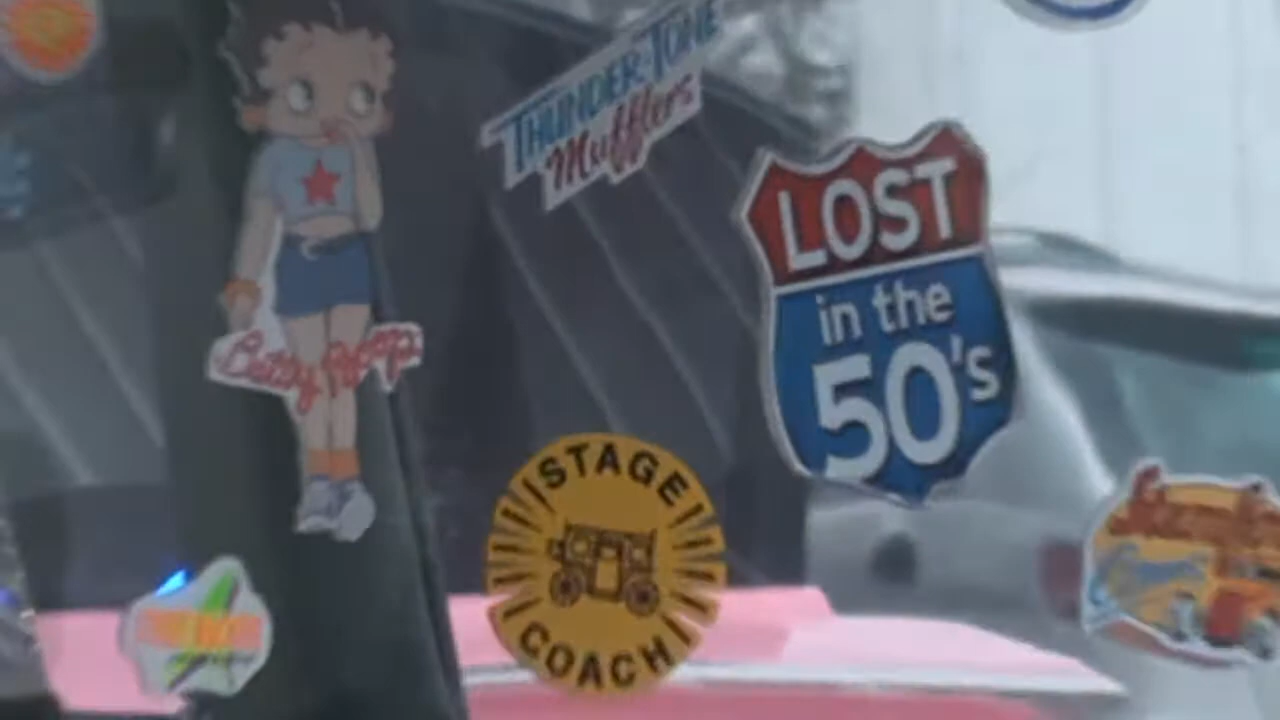 THUNDER-TONE
Mufflers
LOST
in the
50's
Betty Boop
STAGE
COACH